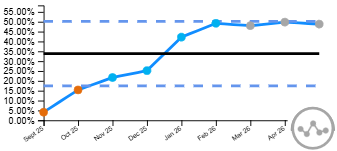 55.00%
50.00%
45.00%
40.00%
35.00%
30.00%
25.00%
20.00%
15.00%
10.00%
5.00%
0.00%
Sept 25
Oct 25
Nov 25
Dec 25
Jan 26
Feb 26
Mar 26
Apr 26